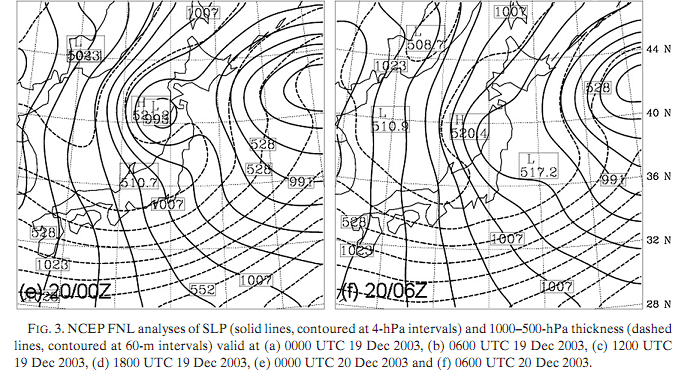 1007
L
L
1007
508.7
44 N
1023
528
H
L
L
H
40 N
510.9
520.4
528
528
L
510.7
517.2
991
991
36 N
1007
528
528
1007
32 N
1023
1023
1007
1007
552
28 N
(e) 20/00Z
(f) 20/06Z
FIG. 3. NCEP FNL analyses of SLP (solid lines, contoured at 4-hPa intervals) and 1000–500-hPa thickness (dashed
lines, contoured at 60-m intervals) valid at (a) 0000 UTC 19 Dec 2003, (b) 0600 UTC 19 Dec 2003, (c) 1200 UTC
19 Dec 2003, (d) 1800 UTC 19 Dec 2003, (e) 0000 UTC 20 Dec 2003 and (f) 0600 UTC 20 Dec 2003.